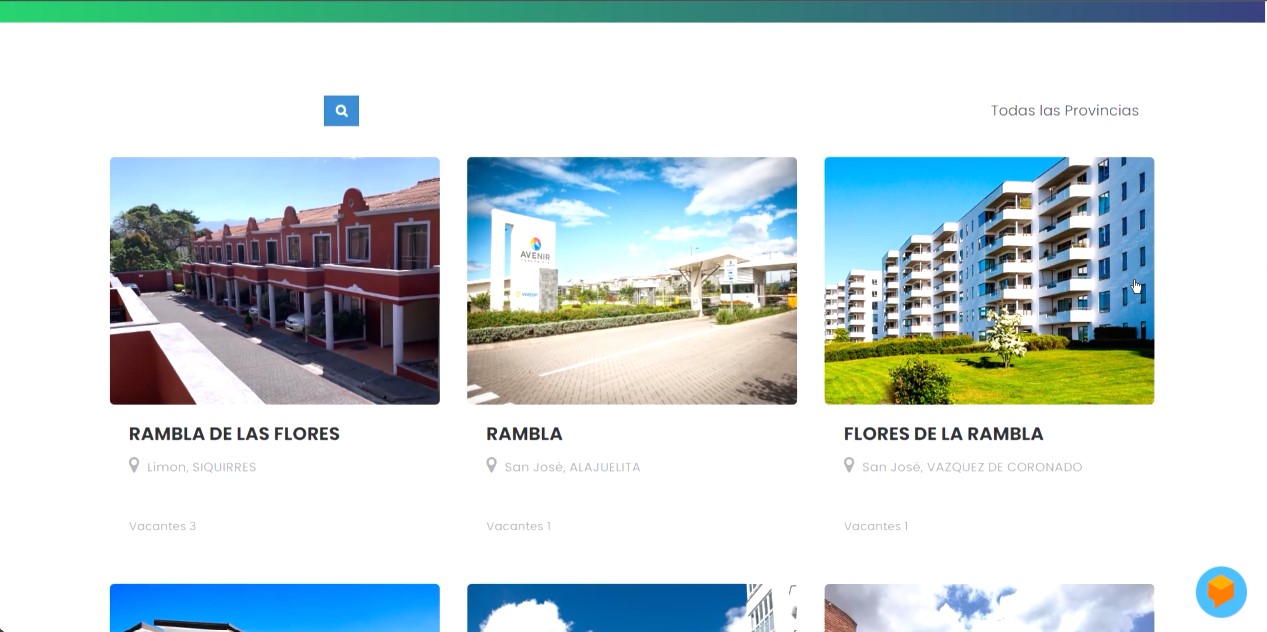 Todas las Provincias
AVENIR
RAMBLA DE LAS FLORES
Limon, SIQUIRRES
Vacantes 3
RAMBLA
San José, ALAJUELITA
Vacantes 1
FLORES DE LA RAMBLA
San José, VAZQUEZ DE CORONADO
Vacantes 1